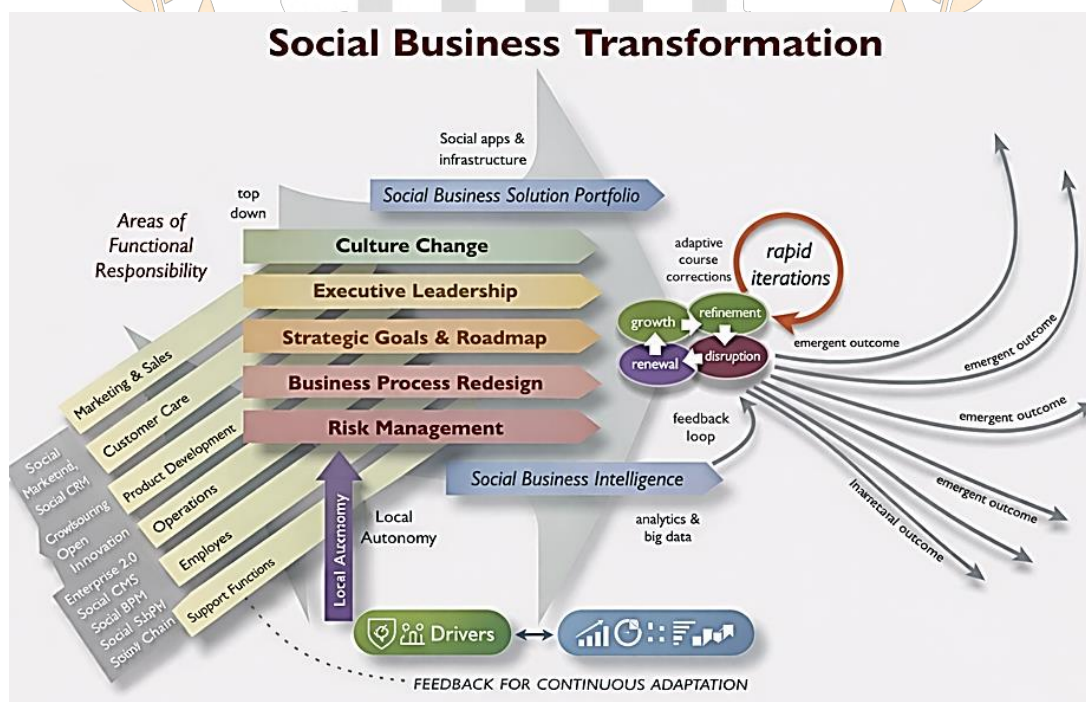 Social Business Transformation
Social apps &
infrastructure
Social Business Solution Portfolio
top
down
Areas of
Functional
Responsibility
Culture Change
Executive Leadership
Strategic Goals & Roadmap
Business Process Redesign
Risk Management
adaptive
course
corrections
rapid
iterations
growth
refinement
renewal
disruption
emergent outcome
emergent outcome
emergent outcome
emergent outcome
Inarretaral outcome
feedback
loop
Social Business Intelligence
analytics &
big data
Marketing & Sales
Customer Care
Product Development
Operations
Employes
Support Functions
Social
Marketing,
Social CRM
Crowlsouring
Open
Innovation
Enterprise 2.0
Social CMS
Social BPM
Social
Chain
Local
Local
Autonomy
Drivers
FEEDBACK FOR CONTINUOUS ADAPTATION